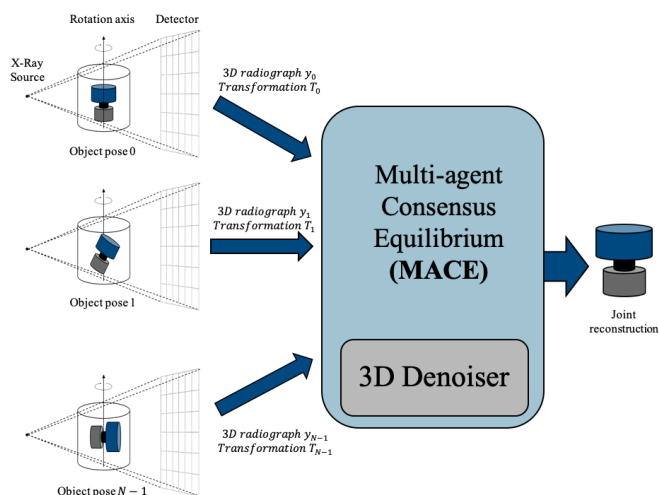 Rotation axis
Detector
X-Ray
Source
3D radiograph y₀
Transformation T₀
Object pose 0
3D radiograph y₁
Transformation T₁
Object pose 1
3D radiograph y_{N−1}
Transformation T_{N−1}
Object pose N − 1
Multi-agent
Consensus
Equilibrium
(MACE)
3D Denoiser
Joint
reconstruction